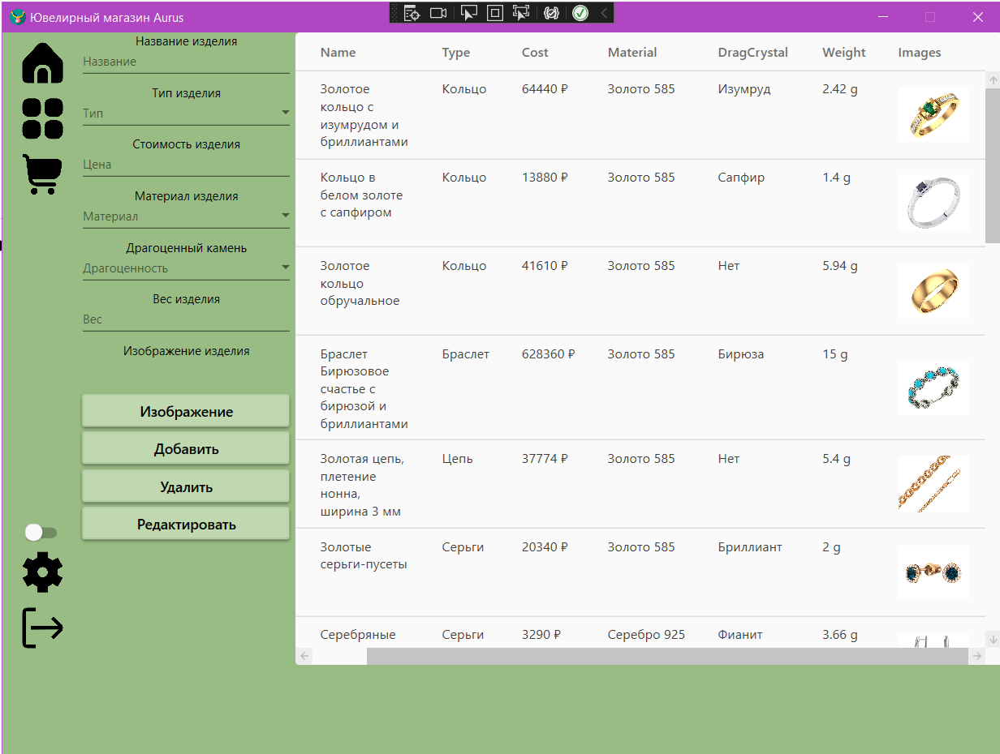 Ювелирный магазин Aurus
Название изделия
Название
Тип изделия
Тип
Стоимость изделия
Цена
Материал изделия
Материал
Драгоценный камень
Драгоценность
Вес изделия
Вес
Изображение изделия
Изображение
Добавить
Удалить
Редактировать
Name Type Cost Material DragCrystal Weight Images
Золотое Кольцо 64440 ₽ Золото 585 Изумруд 2.42 g
кольцо с
изумрудом и
бриллиантами
Кольцо в Кольцо 13880 ₽ Золото 585 Сапфир 1.4 g
белом золоте
с сапфиром
Золотое Кольцо 41610 ₽ Золото 585 Нет 5.94 g
кольцо
обручальное
Браслет Браслет 628360 ₽ Золото 585 Бирюза 15 g
Бирюзовое
счастье с
бирюзой и
бриллиантами
Золотая цепь, Цепь 37774 ₽ Золото 585 Нет 5.4 g
плетение
нонна,
ширина 3 мм
Золотые Серьги 20340 ₽ Золото 585 Бриллиант 2 g
серьги-пусеты
Серебряные Серьги 3290 ₽ Серебро 925 Фианит 3.66 g